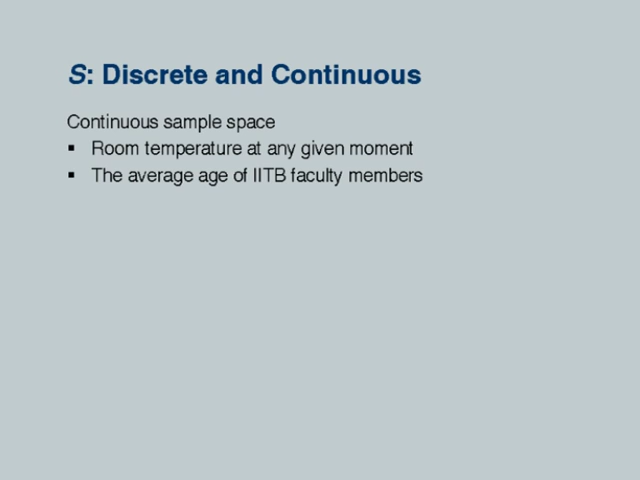 S: Discrete and Continuous
Continuous sample space
▪ Room temperature at any given moment
▪ The average age of IITB faculty members